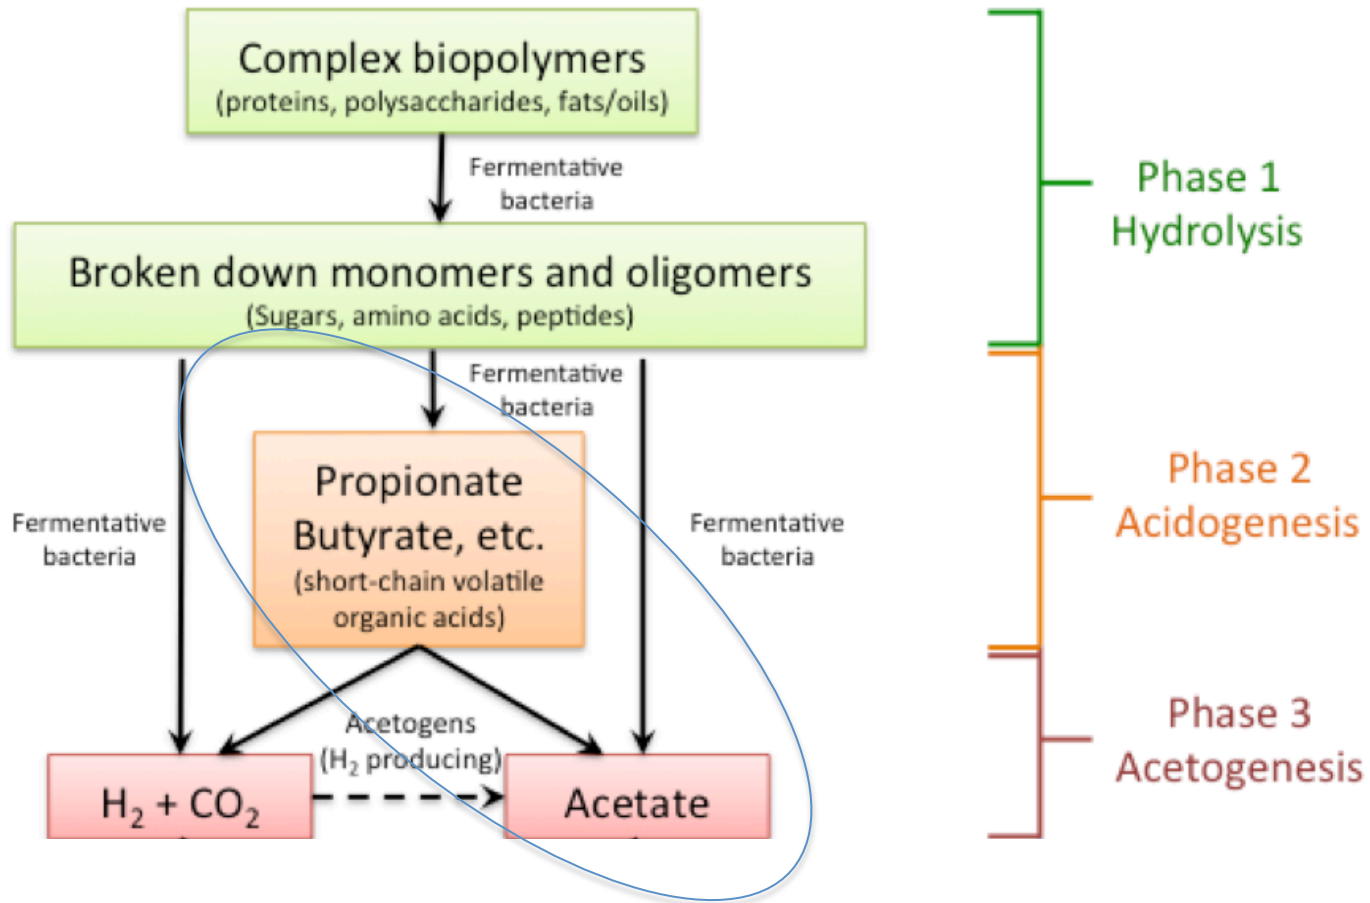 Complex biopolymers
(proteins, polysaccharides, fats/oils)
Fermentative
bacteria
Phase 1
Hydrolysis
Broken down monomers and oligomers
(Sugars, amino acids, peptides)
Fermentative
bacteria
Propionate
Butyrate, etc.
(short-chain volatile
organic acids)
Fermentative
bacteria
Fermentative
bacteria
Phase 2
Acidogenesis
Acetogens
(H₂ producing)
H₂ + CO₂
Acetate
Phase 3
Acetogenesis